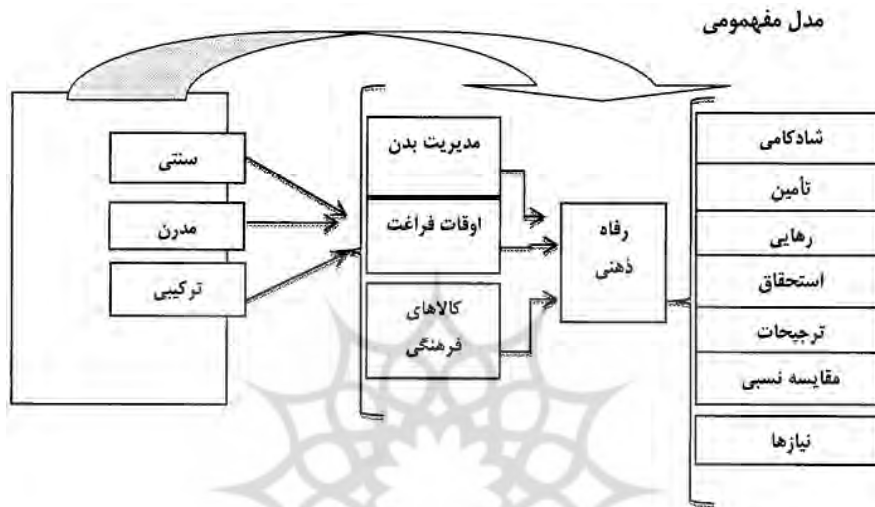 مدل مفهمومی
سنتی
مدرن
ترکیبی
مدیریت بدن
اوقات فراغت
کالاهای
فرهنگی
رفاه
ذهنی
شادکامی
تأمین
رهایی
استحقاق
ترجیحات
مقایسه نسبی
نیازها